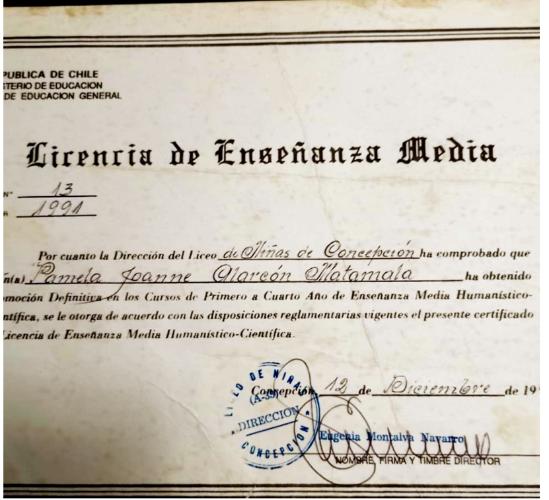 PUBLICA DE CHILE
STERIO DE EDUCACION
DE EDUCACION GENERAL
Licencia de Enseñanza Media
N° 13
1991
Por cuanto la Dirección del Liceo de Niñas de Concepción ha comprobado que
ñ(a) Pamela Joanne Alarcón Matamala ha obtenido
omoción Definitiva en los Cursos de Primero a Cuarto Año de Enseñanza Media Humanístico-
ntífica, se le otorga de acuerdo con las disposiciones reglamentarias vigentes el presente certificado
Licencia de Enseñanza Media Humanístico-Científica.
LICEO DE NIÑAS
(A-33)
DIRECCION
CONCEPCION
Concepción, 12 de Diciembre de 19
Eugenia Montalva Navarro
NOMBRE, FIRMA Y TIMBRE DIRECTOR